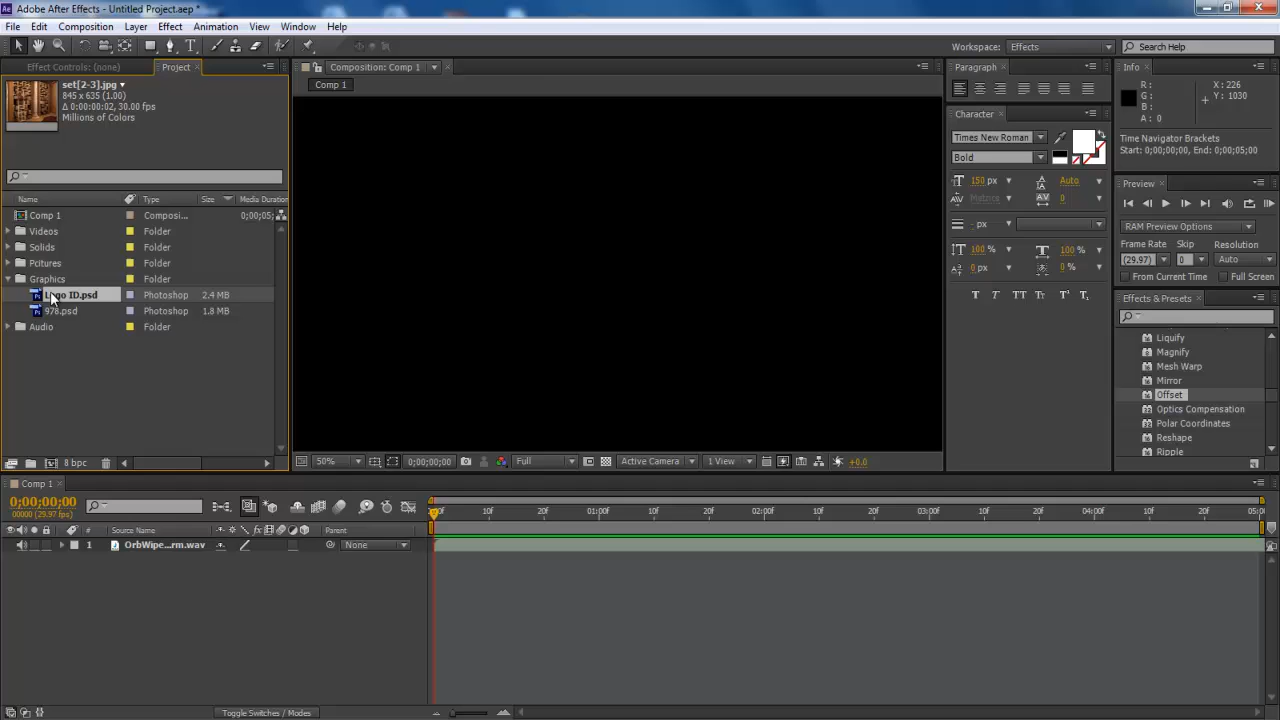 Adobe After Effects - Untitled Project.aep *
File Edit Composition Layer Effect Animation View Window Help
Workspace: Effects Search Help
Effect Controls: (none) Project
Composition: Comp 1
Paragraph
Info
set[2-3].jpg
845 x 635 (1.00)
Δ 0:00:00:02, 30.00 fps
Millions of Colors
Comp 1
R :
G :
B :
A : 0
X : 226
Y : 1030
Character
Times New Roman
Bold
Time Navigator Brackets
Start: 0;00;00;00, End: 0;00;05;00
150 px Auto
Metrics 0
- px
100 % 100 %
0 px 0 %
Preview
RAM Preview Options
Frame Rate Skip Resolution
(29.97) 0 Auto
From Current Time Full Screen
Name Type Size Media Duration
Comp 1 Composi... 0;00;05;
Videos Folder
Solids Folder
Pcitures Folder
Graphics Folder
Logo ID.psd Photoshop 2.4 MB
978.psd Photoshop 1.8 MB
Audio Folder
Effects & Presets
Liquify
Magnify
Mesh Warp
Mirror
Offset
Optics Compensation
Polar Coordinates
Reshape
Ripple
8 bpc
50% 0;00;00;00 Full Active Camera 1 View +0.0
Comp 1
0;00;00;00
00000 (29.97 fps)
10f 20f 01:00f 10f 20f 02:00f 10f 20f 03:00f 10f 20f 04:00f 10f 20f
# Source Name Parent
1 OrbWipe...rm.wav None
Toggle Switches / Modes